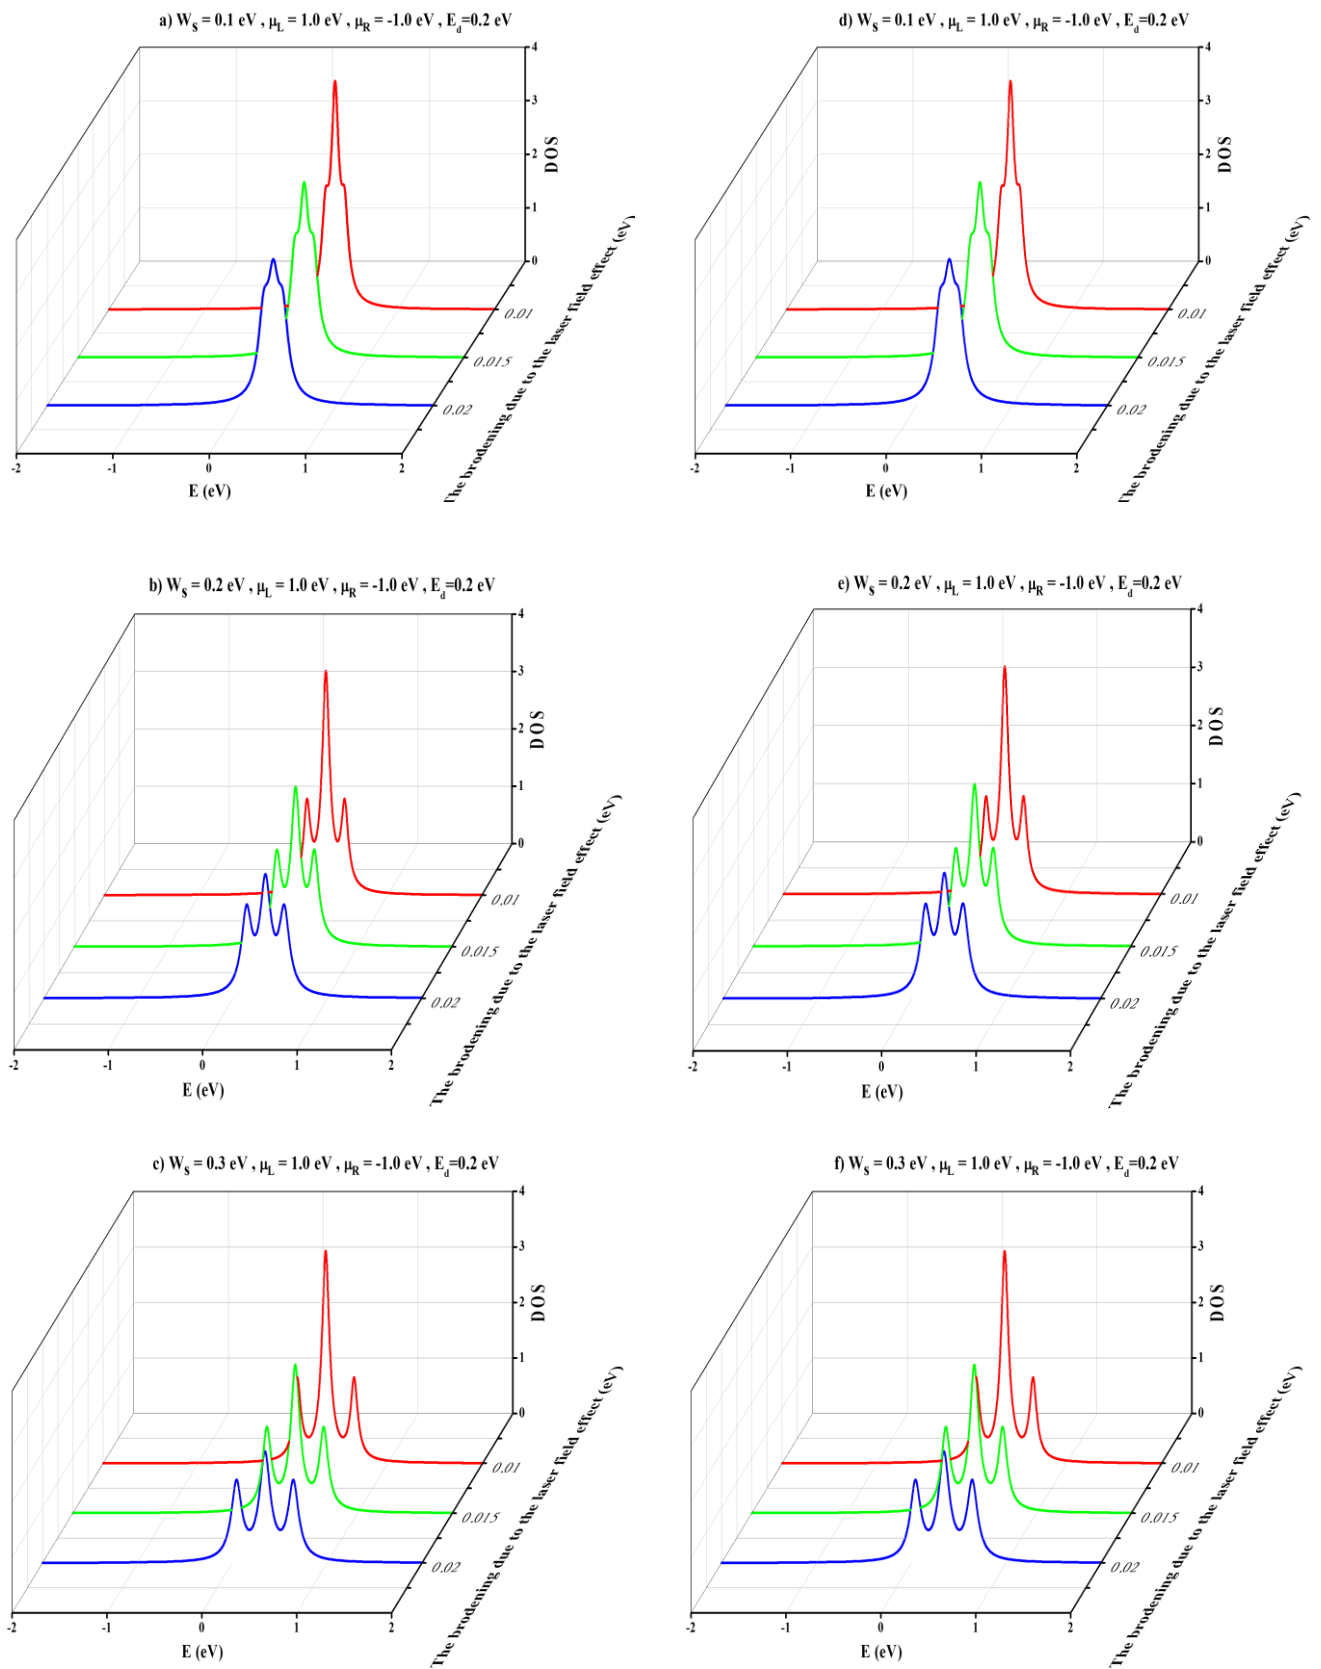 a) W_S = 0.1 eV , μ_L = 1.0 eV , μ_R = -1.0 eV , E_d=0.2 eV
4
3
2
1
0
DOS
0.01
0.015
0.02
The brodening due to the laser field effect (eV)
-2 -1 0 1 2
E (eV)
d) W_S = 0.1 eV , μ_L = 1.0 eV , μ_R = -1.0 eV , E_d=0.2 eV
4
3
2
1
0
DOS
0.01
0.015
0.02
The brodening due to the laser field effect (eV)
-2 -1 0 1 2
E (eV)
b) W_S = 0.2 eV , μ_L = 1.0 eV , μ_R = -1.0 eV , E_d=0.2 eV
4
3
2
1
0
DOS
0.01
0.015
0.02
The brodening due to the laser field effect (eV)
-2 -1 0 1 2
E (eV)
e) W_S = 0.2 eV , μ_L = 1.0 eV , μ_R = -1.0 eV , E_d=0.2 eV
4
3
2
1
0
DOS
0.01
0.015
0.02
The brodening due to the laser field effect (eV)
-2 -1 0 1 2
E (eV)
c) W_S = 0.3 eV , μ_L = 1.0 eV , μ_R = -1.0 eV , E_d=0.2 eV
4
3
2
1
0
DOS
0.01
0.015
0.02
The brodening due to the laser field effect (eV)
-2 -1 0 1 2
E (eV)
f) W_S = 0.3 eV , μ_L = 1.0 eV , μ_R = -1.0 eV , E_d=0.2 eV
4
3
2
1
0
DOS
0.01
0.015
0.02
The brodening due to the laser field effect (eV)
-2 -1 0 1 2
E (eV)